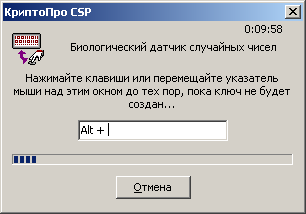 КриптоПро CSP
0:09:58
Биологический датчик случайных чисел
Нажимайте клавиши или перемещайте указатель
мыши над этим окном до тех пор, пока ключ не будет
создан...
Alt +
Отмена